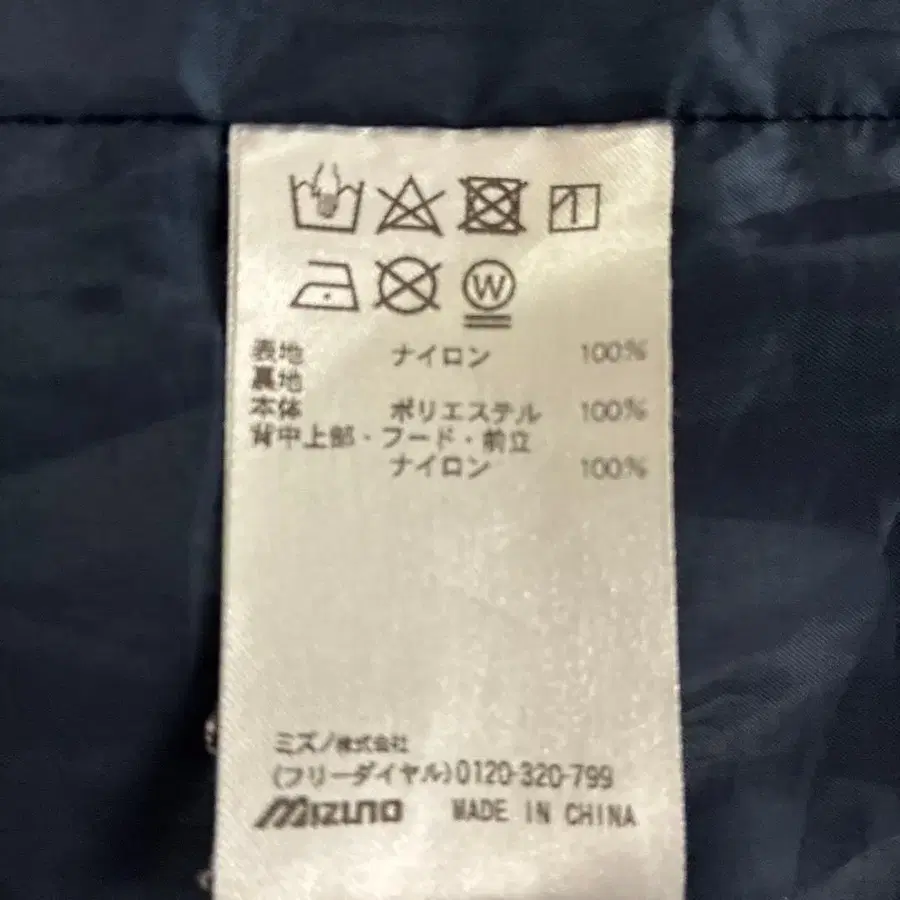 W
表地 ナイロン 100%
裏地
本体 ポリエステル 100%
背中上部・フード・前立
ナイロン 100%
ミズノ株式会社
(フリーダイヤル)0120-320-799
MIZUNO MADE IN CHINA